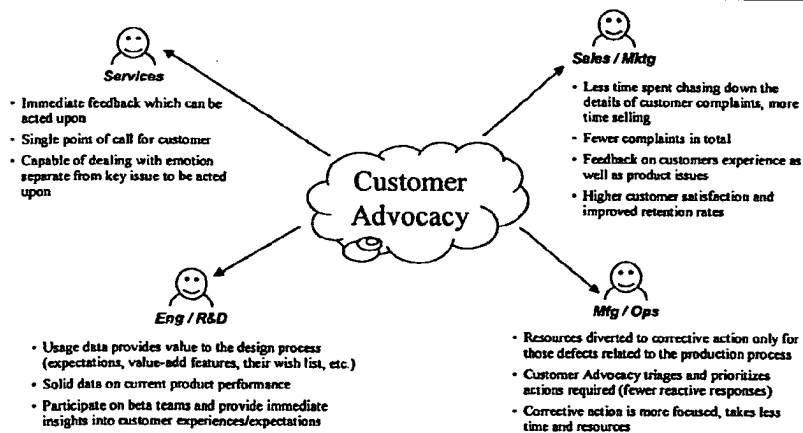 Services
• Immediate feedback which can be
acted upon
• Single point of call for customer
• Capable of dealing with emotion
separate from key issue to be acted
upon
Sales / Mktg
• Less time spent chasing down the
details of customer complaints, more
time selling
• Fewer complaints in total
• Feedback on customers experience as
well as product issues
• Higher customer satisfaction and
improved retention rates
Customer
Advocacy
Eng / R&D
• Usage data provides value to the design process
(expectations, value-add features, their wish list, etc.)
• Solid data on current product performance
• Participate on beta teams and provide immediate
insights into customer experiences/expectations
Mfg / Ops
• Resources diverted to corrective action only for
those defects related to the production process
• Customer Advocacy triages and prioritizes
actions required (fewer reactive responses)
• Corrective action is more focused, takes less
time and resources